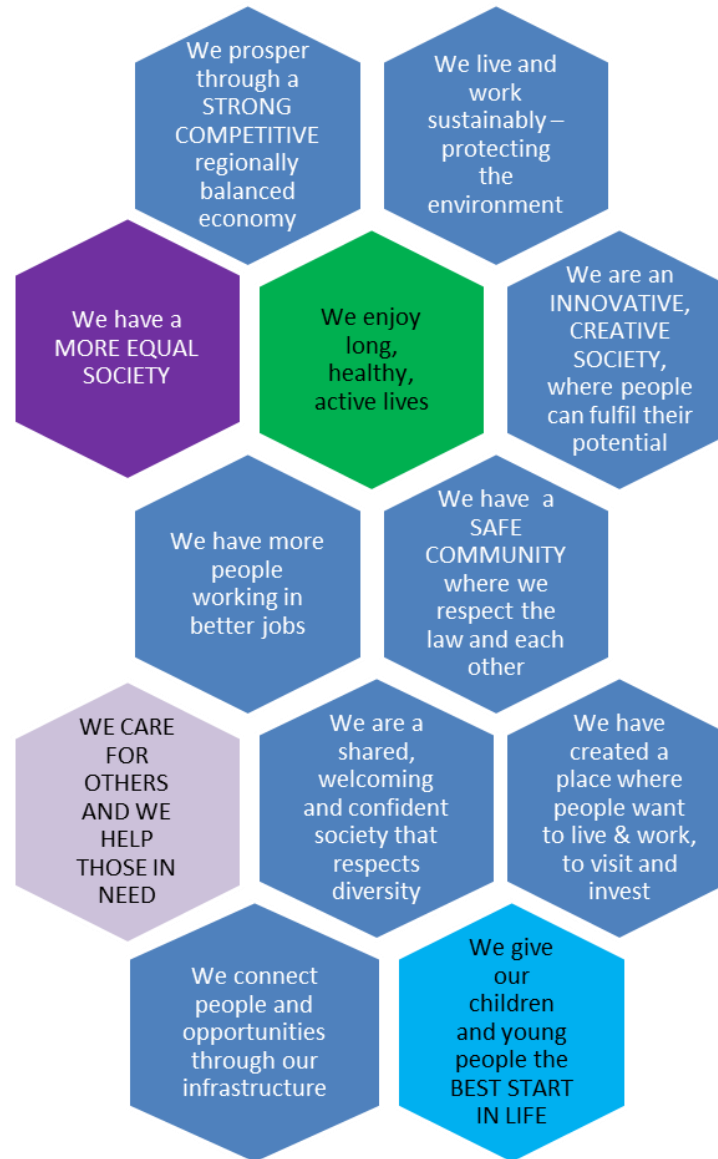 We prosper
through a
STRONG
COMPETITIVE
regionally
balanced
economy
We live and
work
sustainably –
protecting
the
environment
We have a
MORE EQUAL
SOCIETY
We enjoy
long,
healthy,
active lives
We are an
INNOVATIVE,
CREATIVE
SOCIETY,
where people
can fulfil their
potential
We have more
people
working in
better jobs
We have  a
SAFE
COMMUNITY
where we
respect the
law and each
other
WE CARE
FOR
OTHERS
AND WE
HELP
THOSE IN
NEED
We are a
shared,
welcoming
and confident
society that
respects
diversity
We have
created a
place where
people want
to live & work,
to visit and
invest
We connect
people and
opportunities
through our
infrastructure
We give
our
children
and young
people the
BEST START
IN LIFE